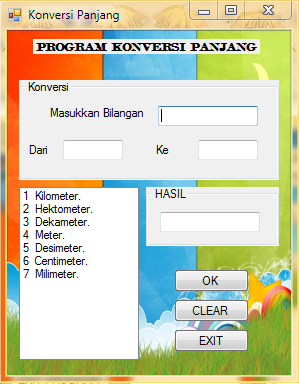 Konversi Panjang
PROGRAM KONVERSI PANJANG
Konversi
Masukkan Bilangan
Dari
Ke
1 Kilometer.
2 Hektometer.
3 Dekameter.
4 Meter.
5 Desimeter.
6 Centimeter.
7 Milimeter.
HASIL
OK
CLEAR
EXIT